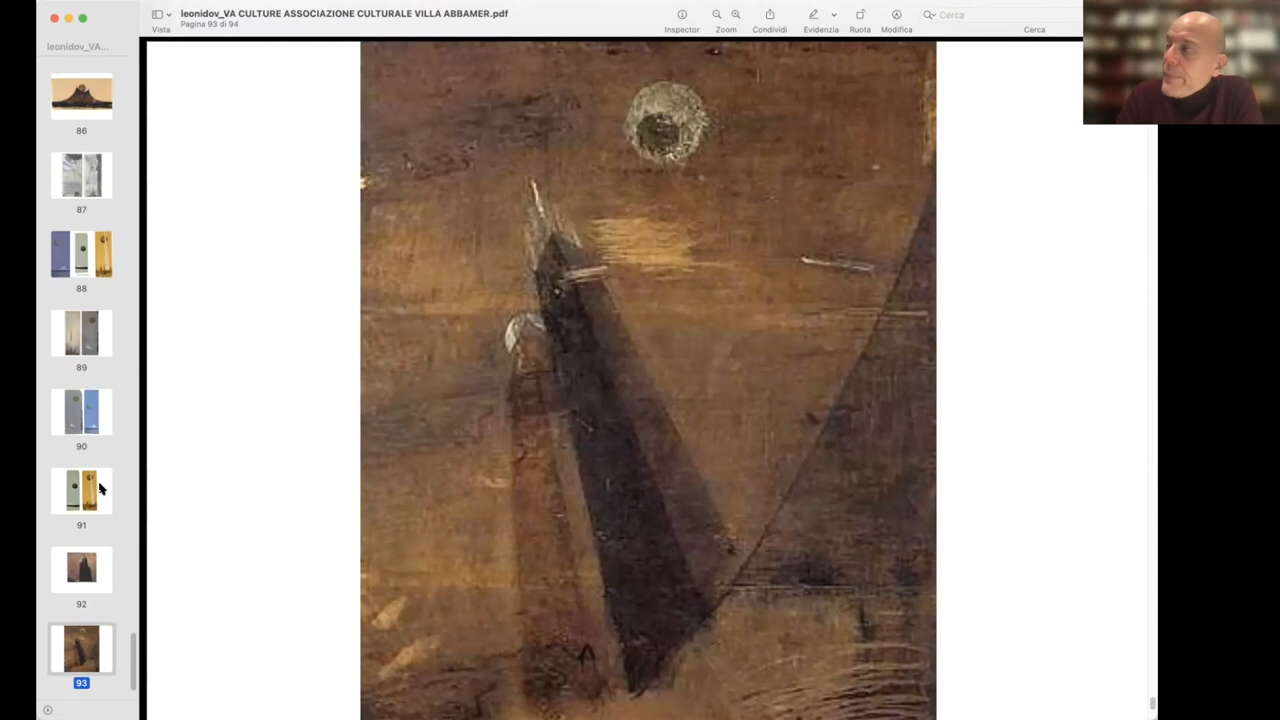 leonidov_VA CULTURE ASSOCIAZIONE CULTURALE VILLA ABBAMER.pdf
Pagina 93 di 94
Vista
Inspector
Zoom
Condividi
Evidenzia
Ruota
Modifica
Cerca
Cerca
leonidov_VA...
86
87
88
89
90
91
92
93